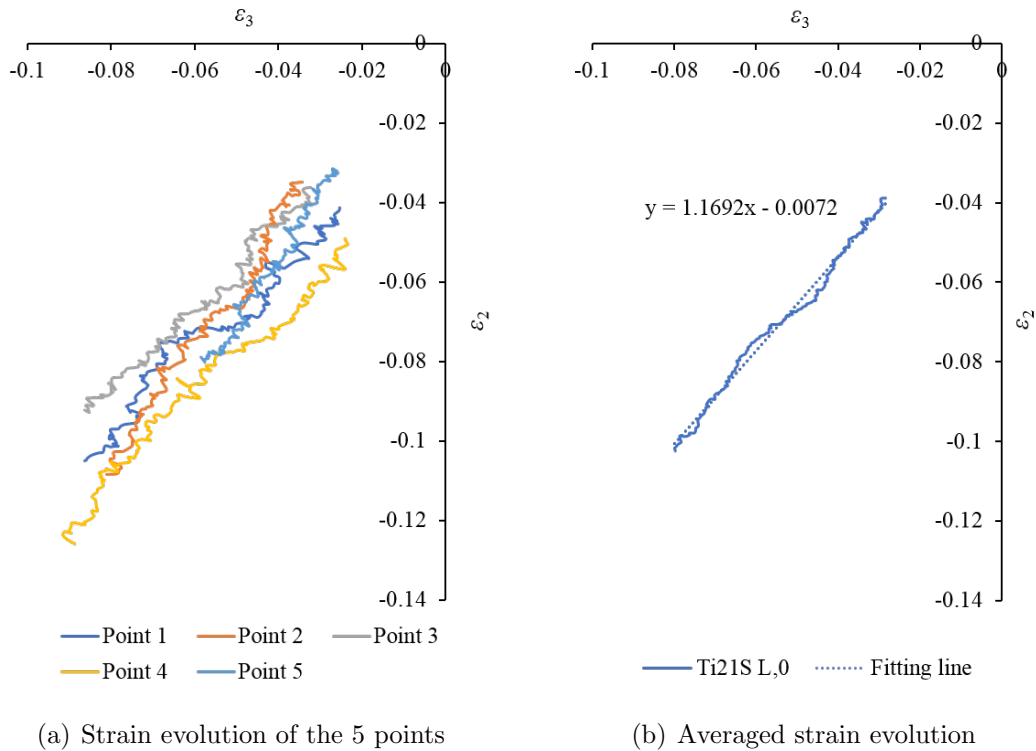 ε3
-0.1 -0.08 -0.06 -0.04 -0.02 0
0
-0.02
-0.04
-0.06
-0.08
-0.1
-0.12
-0.14
ε2
Point 1 Point 2 Point 3
Point 4 Point 5
(a) Strain evolution of the 5 points
ε3
-0.1 -0.08 -0.06 -0.04 -0.02 0
0
-0.02
-0.04
-0.06
-0.08
-0.1
-0.12
-0.14
ε2
y = 1.1692x - 0.0072
Ti21S L,0 Fitting line
(b) Averaged strain evolution